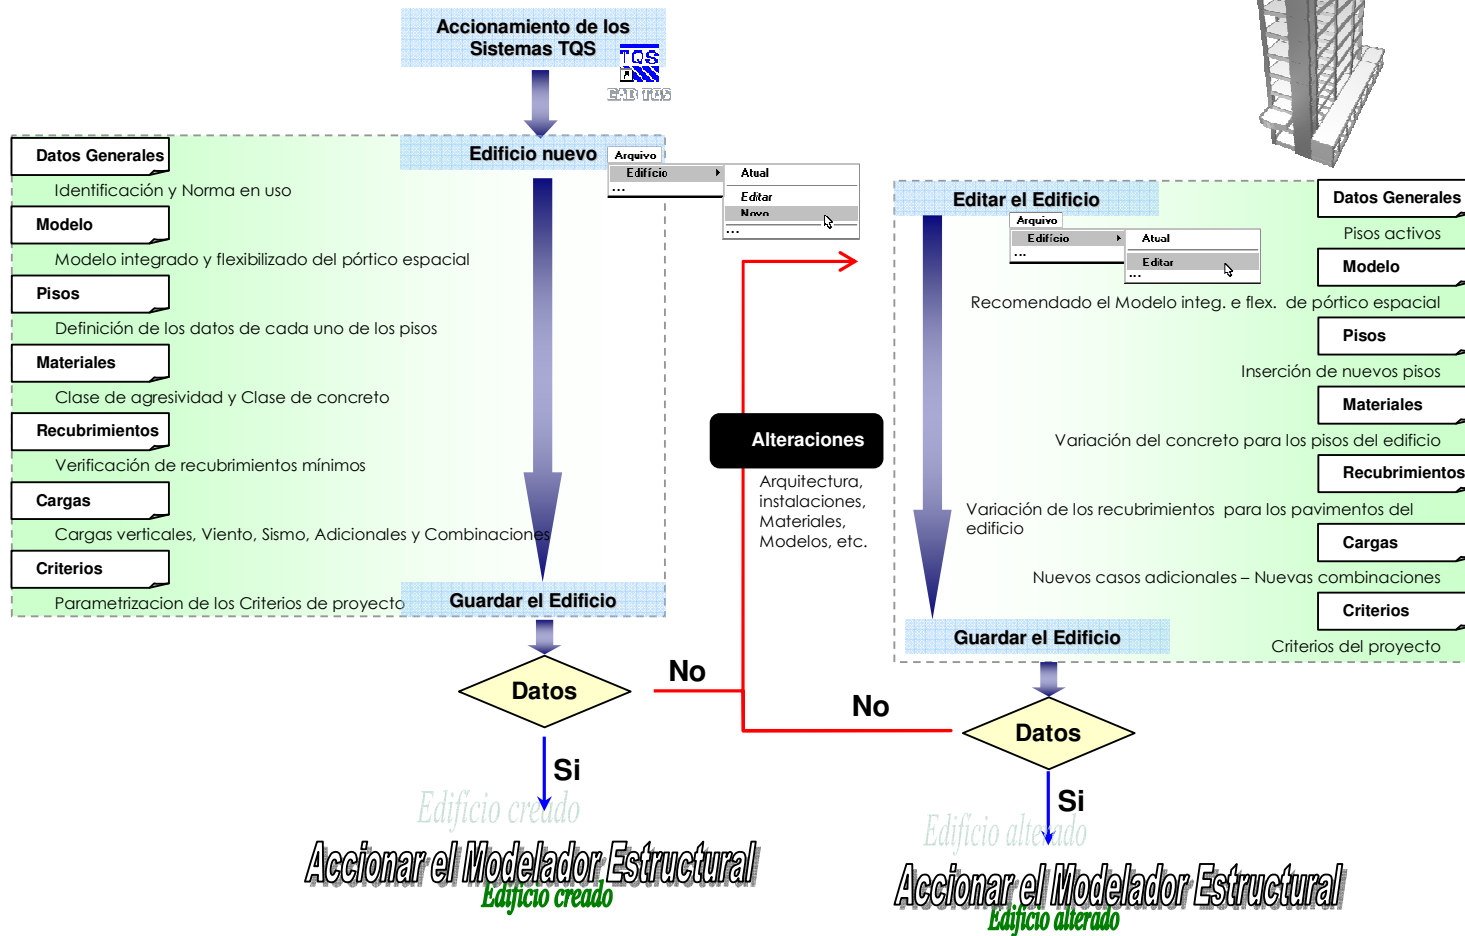 Accionamiento de los
Sistemas TQS
TQS
CAD TQS
Edificio nuevo
Arquivo
Edifício
...
Atual
Editar
Novo
...
Datos Generales
Identificación y Norma en uso
Modelo
Modelo integrado y flexibilizado del pórtico espacial
Pisos
Definición de los datos de cada uno de los pisos
Materiales
Clase de agresividad y Clase de concreto
Recubrimientos
Verificación de recubrimientos mínimos
Cargas
Cargas verticales, Viento, Sismo, Adicionales y Combinaciones
Criterios
Parametrizacion de los Criterios de proyecto
Guardar el Edificio
Datos
No
Si
Edifício creado
Accionar el Modelador Estructural
Edifício creado
Alteraciones
Arquitectura,
instalaciones,
Materiales,
Modelos, etc.
Editar el Edificio
Arquivo
Edifício
...
Atual
Editar
...
Datos Generales
Pisos activos
Modelo
Recomendado el Modelo integ. e flex. de pórtico espacial
Pisos
Inserción de nuevos pisos
Materiales
Variación del concreto para los pisos del edificio
Recubrimientos
Variación de los recubrimientos para los pavimentos del
edificio
Cargas
Nuevos casos adicionales – Nuevas combinaciones
Criterios
Criterios del proyecto
Guardar el Edificio
No
Datos
Si
Edifício alterado
Accionar el Modelador Estructural
Edifício alterado